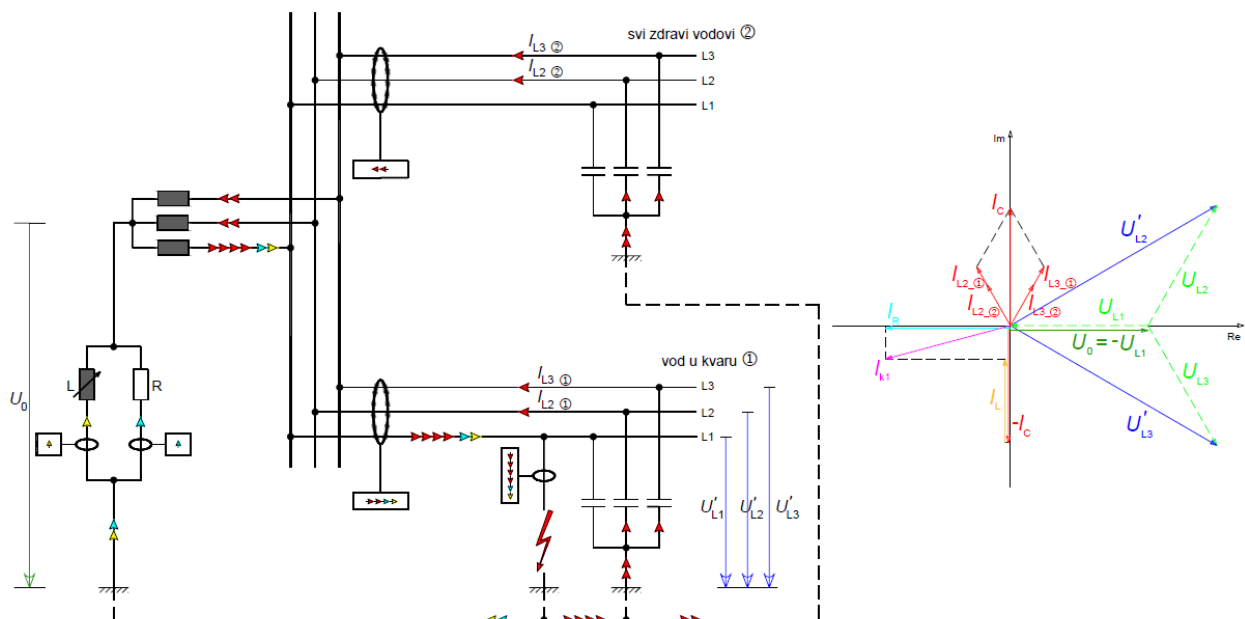 svi zdravi vodovi ②
I_L3 ②
L3
I_L2 ②
L2
L1
L
R
U_0
vod u kvaru ①
I_L3 ①
L3
I_L2 ①
L2
L1
U'_L1
U'_L2
U'_L3
Im
I_C
U'_L2
I_L2_①
I_L3_①
U_L2
I_L2_②
I_L3_②
I_R
U_L1
Re
U_0 = -U_L1
I_k1
U_L3
I_L
-I_C
U'_L3